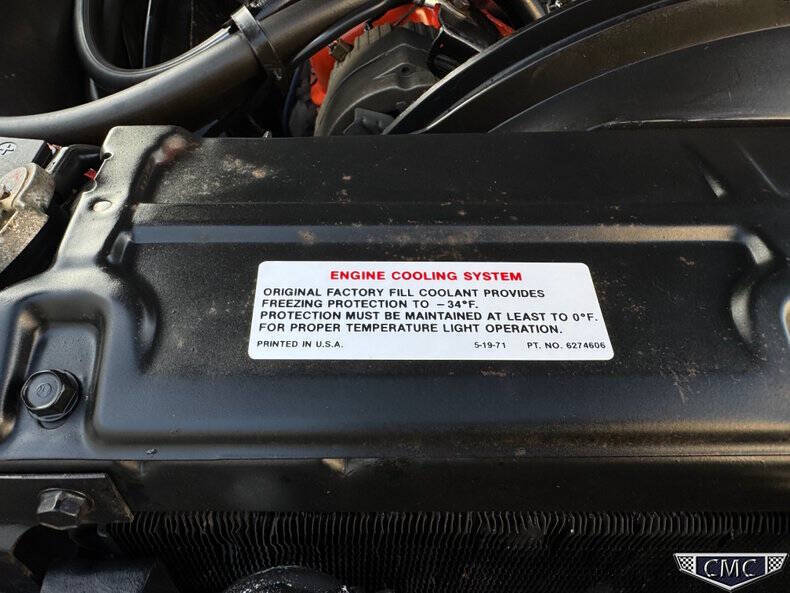 ENGINE COOLING SYSTEM
ORIGINAL FACTORY FILL COOLANT PROVIDES
FREEZING PROTECTION TO −34°F.
PROTECTION MUST BE MAINTAINED AT LEAST TO 0°F.
FOR PROPER TEMPERATURE LIGHT OPERATION.
PRINTED IN U.S.A. 5-19-71 PT. NO. 6274606
CMC